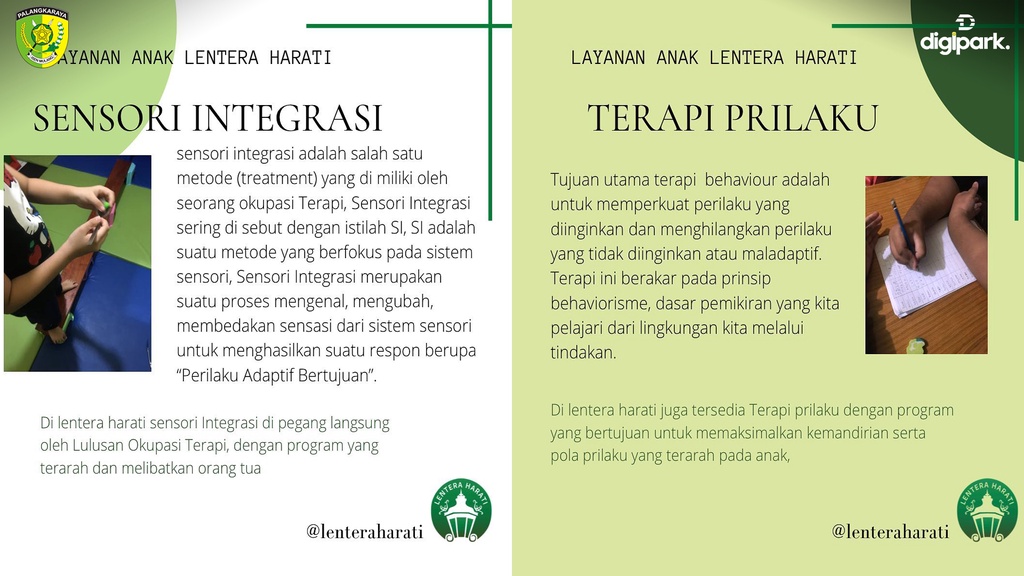 PALANGKARAYA
LAYANAN ANAK LENTERA HARATI
SENSORI INTEGRASI
sensori integrasi adalah salah satu
metode (treatment) yang di miliki oleh
seorang okupasi Terapi, Sensori Integrasi
sering di sebut dengan istilah SI, SI adalah
suatu metode yang berfokus pada sistem
sensori, Sensori Integrasi merupakan
suatu proses mengenal, mengubah,
membedakan sensasi dari sistem sensori
untuk menghasilkan suatu respon berupa
“Perilaku Adaptif Bertujuan”.
Di lentera harati sensori Integrasi di pegang langsung
oleh Lulusan Okupasi Terapi, dengan program yang
terarah dan melibatkan orang tua
LENTERA HARATI
@lenteraharati
digipark.
LAYANAN ANAK LENTERA HARATI
TERAPI PRILAKU
Tujuan utama terapi behaviour adalah
untuk memperkuat perilaku yang
diinginkan dan menghilangkan perilaku
yang tidak diinginkan atau maladaptif.
Terapi ini berakar pada prinsip
behaviorisme, dasar pemikiran yang kita
pelajari dari lingkungan kita melalui
tindakan.
Di lentera harati juga tersedia Terapi prilaku dengan program
yang bertujuan untuk memaksimalkan kemandirian serta
pola prilaku yang terarah pada anak,
LENTERA HARATI
@lenteraharati